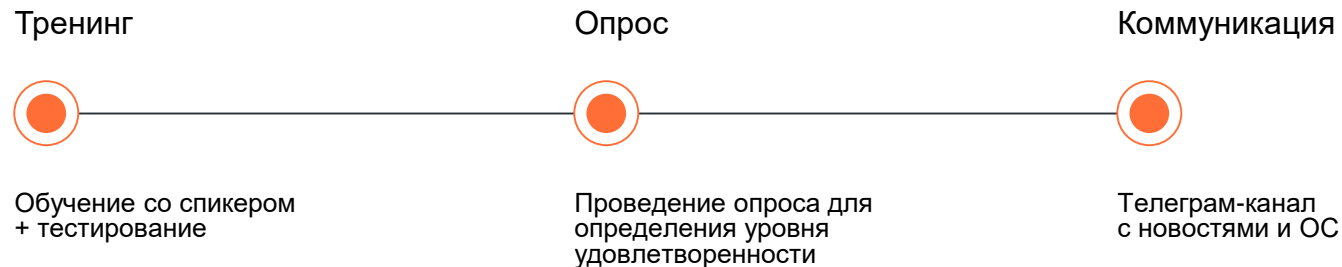 Тренинг
Опрос
Коммуникация
Обучение со спикером
+ тестирование
Проведение опроса для
определения уровня
удовлетворенности
Телеграм-канал
с новостями и ОС